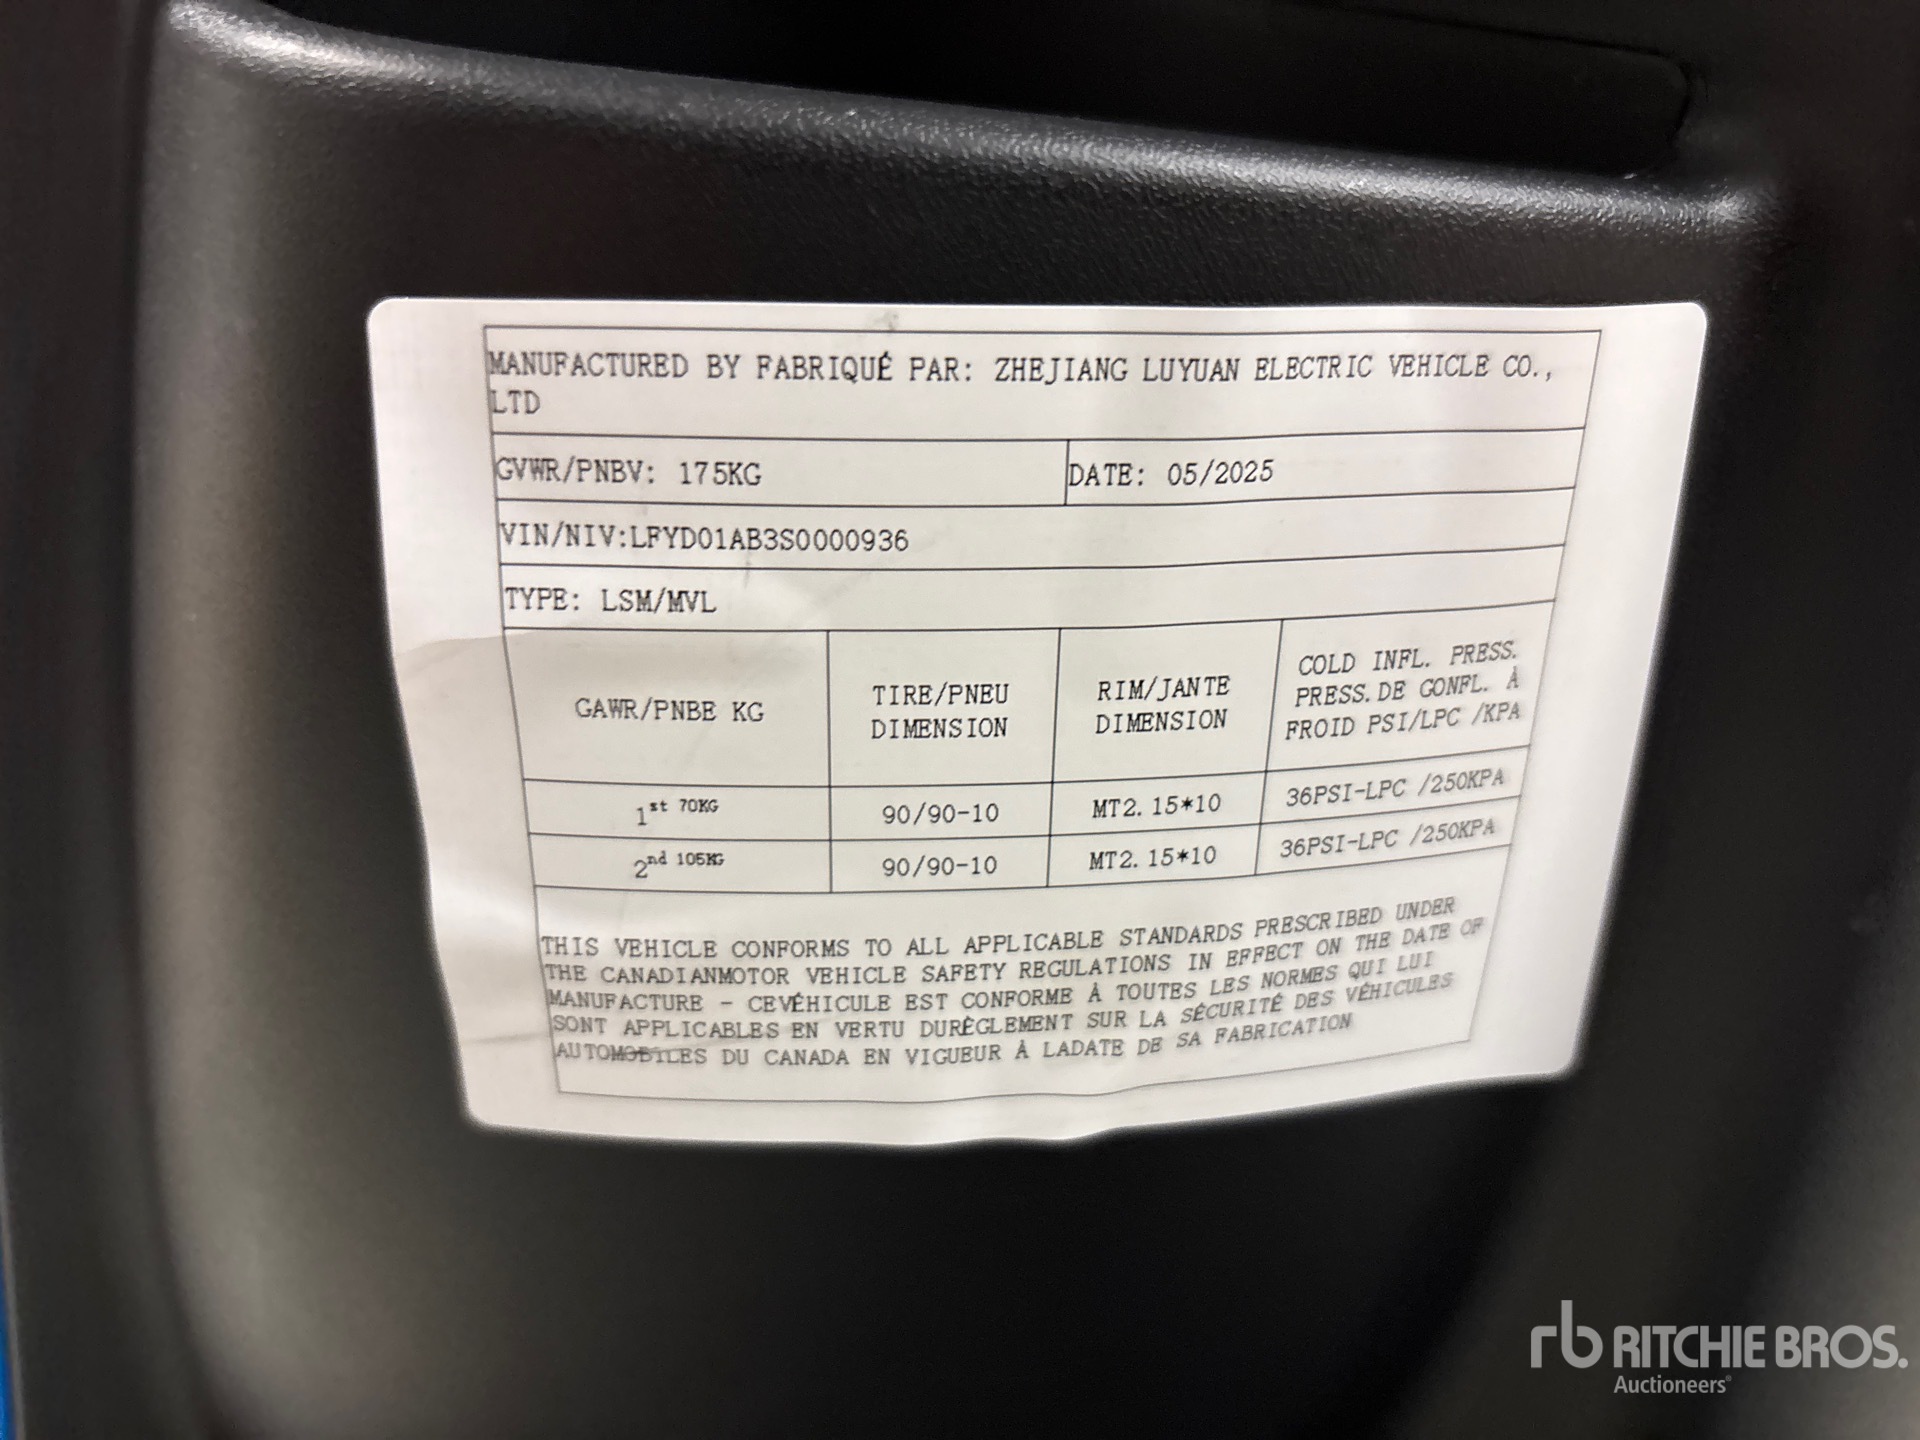 MANUFACTURED BY FABRIQUÉ PAR: ZHEJIANG LUYUAN ELECTRIC VEHICLE CO.,
LTD
GVWR/PNBV: 175KG DATE: 05/2025
VIN/NIV:LFYD01AB3S0000936
TYPE: LSM/MVL
GAWR/PNBE KG
TIRE/PNEU
DIMENSION
RIM/JANTE
DIMENSION
COLD INFL. PRESS.
PRESS.DE GONFL. À
FROID PSI/LPC /KPA
1st 70KG 90/90-10 MT2.15*10 36PSI-LPC /250KPA
2nd 105KG 90/90-10 MT2.15*10 36PSI-LPC /250KPA
THIS VEHICLE CONFORMS TO ALL APPLICABLE STANDARDS PRESCRIBED UNDER
THE CANADIANMOTOR VEHICLE SAFETY REGULATIONS IN EFFECT ON THE DATE OF
MANUFACTURE - CEVÉHICULE EST CONFORME À TOUTES LES NORMES QUI LUI
SONT APPLICABLES EN VERTU DURÈGLEMENT SUR LA SÉCURITÉ DES VÉHICULES
AUTOMOBILES DU CANADA EN VIGUEUR À LADATE DE SA FABRICATION
rb RITCHIE BROS.
Auctioneers